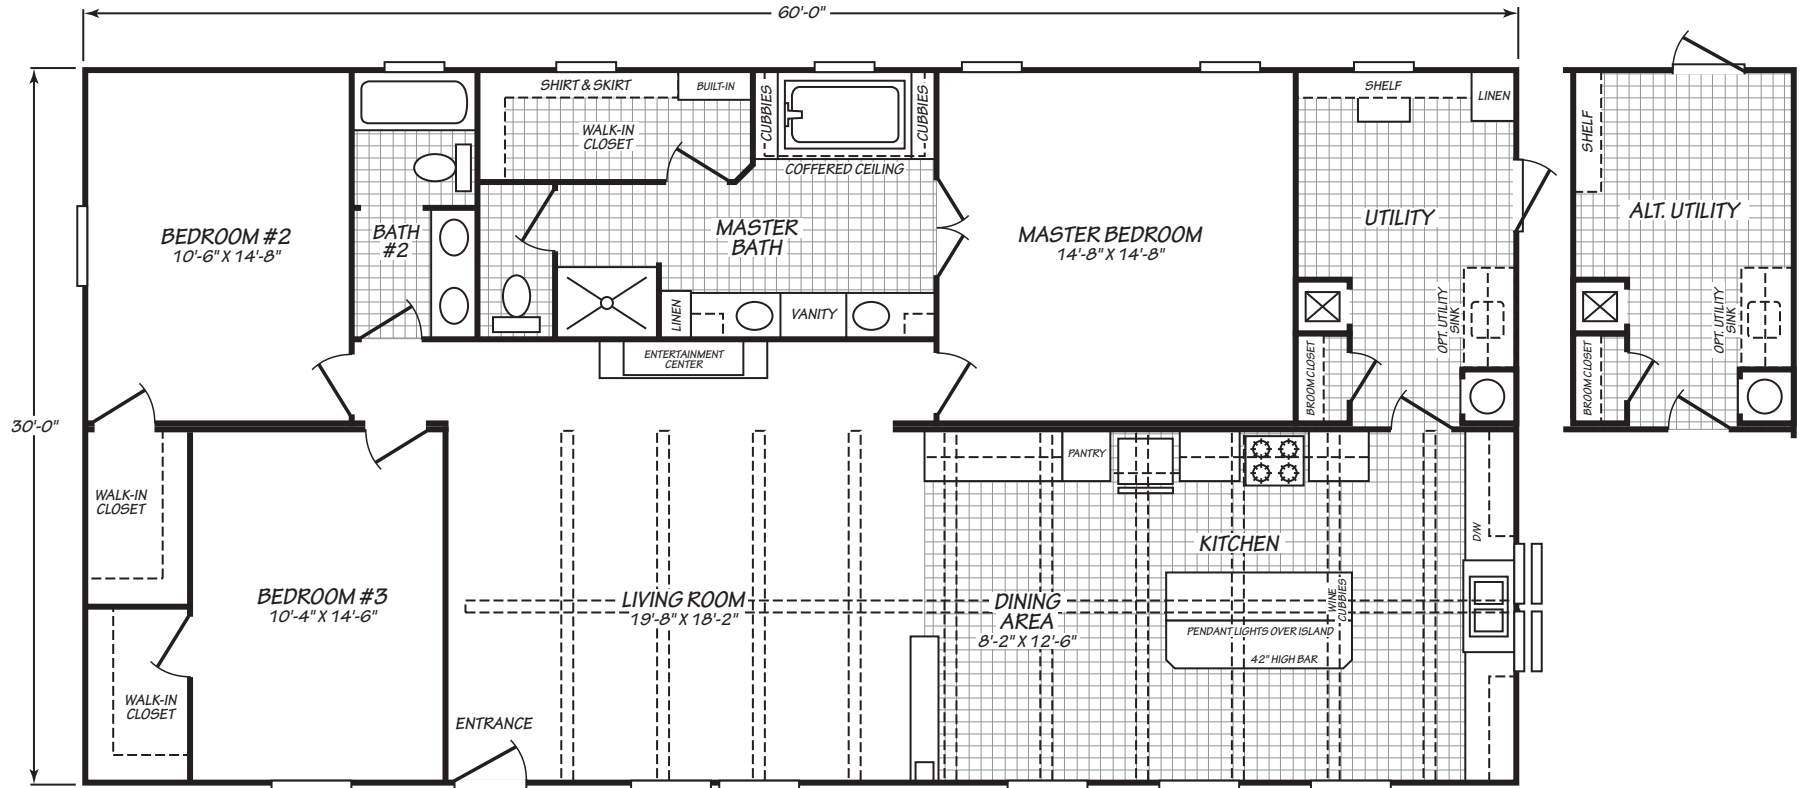 60'-0"
30'-0"
BEDROOM #2
10'-6" X 14'-8"
BATH
#2
SHIRT & SKIRT
BUILT-IN
WALK-IN
CLOSET
CUBBIES
CUBBIES
COFFERED CEILING
MASTER
BATH
LINEN
VANITY
ENTERTAINMENT
CENTER
MASTER BEDROOM
14'-8" X 14'-8"
SHELF
LINEN
UTILITY
OPT. UTILITY
SINK
BROOM CLOSET
SHELF
ALT. UTILITY
OPT. UTILITY
SINK
BROOM CLOSET
WALK-IN
CLOSET
BEDROOM #3
10'-4" X 14'-6"
WALK-IN
CLOSET
ENTRANCE
LIVING ROOM
19'-8" X 18'-2"
DINING
AREA
8'-2" X 12'-6"
PANTRY
KITCHEN
D/W
WINE
CUBBIES
PENDANT LIGHTS OVER ISLAND
42" HIGH BAR